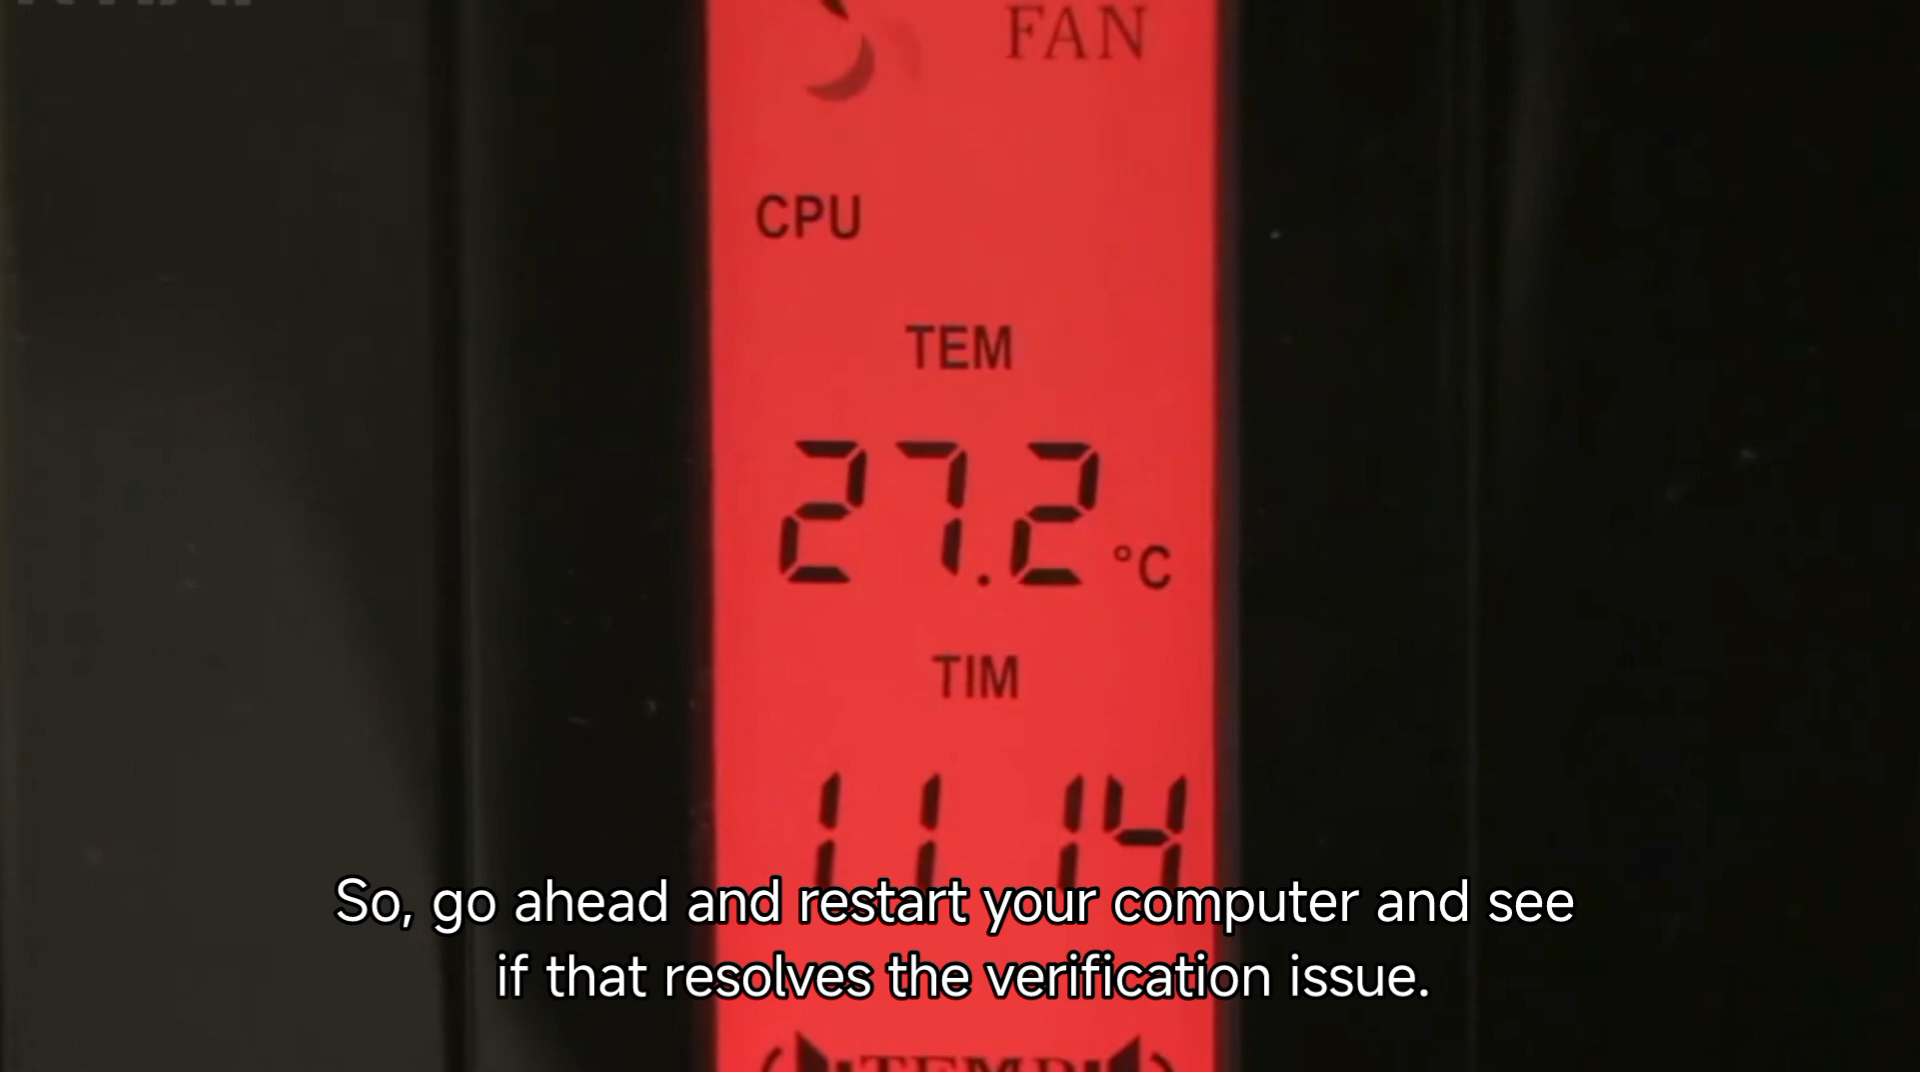 FAN
CPU
TEM
27.2 °C
TIM
11 14
So, go ahead and restart your computer and see
if that resolves the verification issue.
TEMP